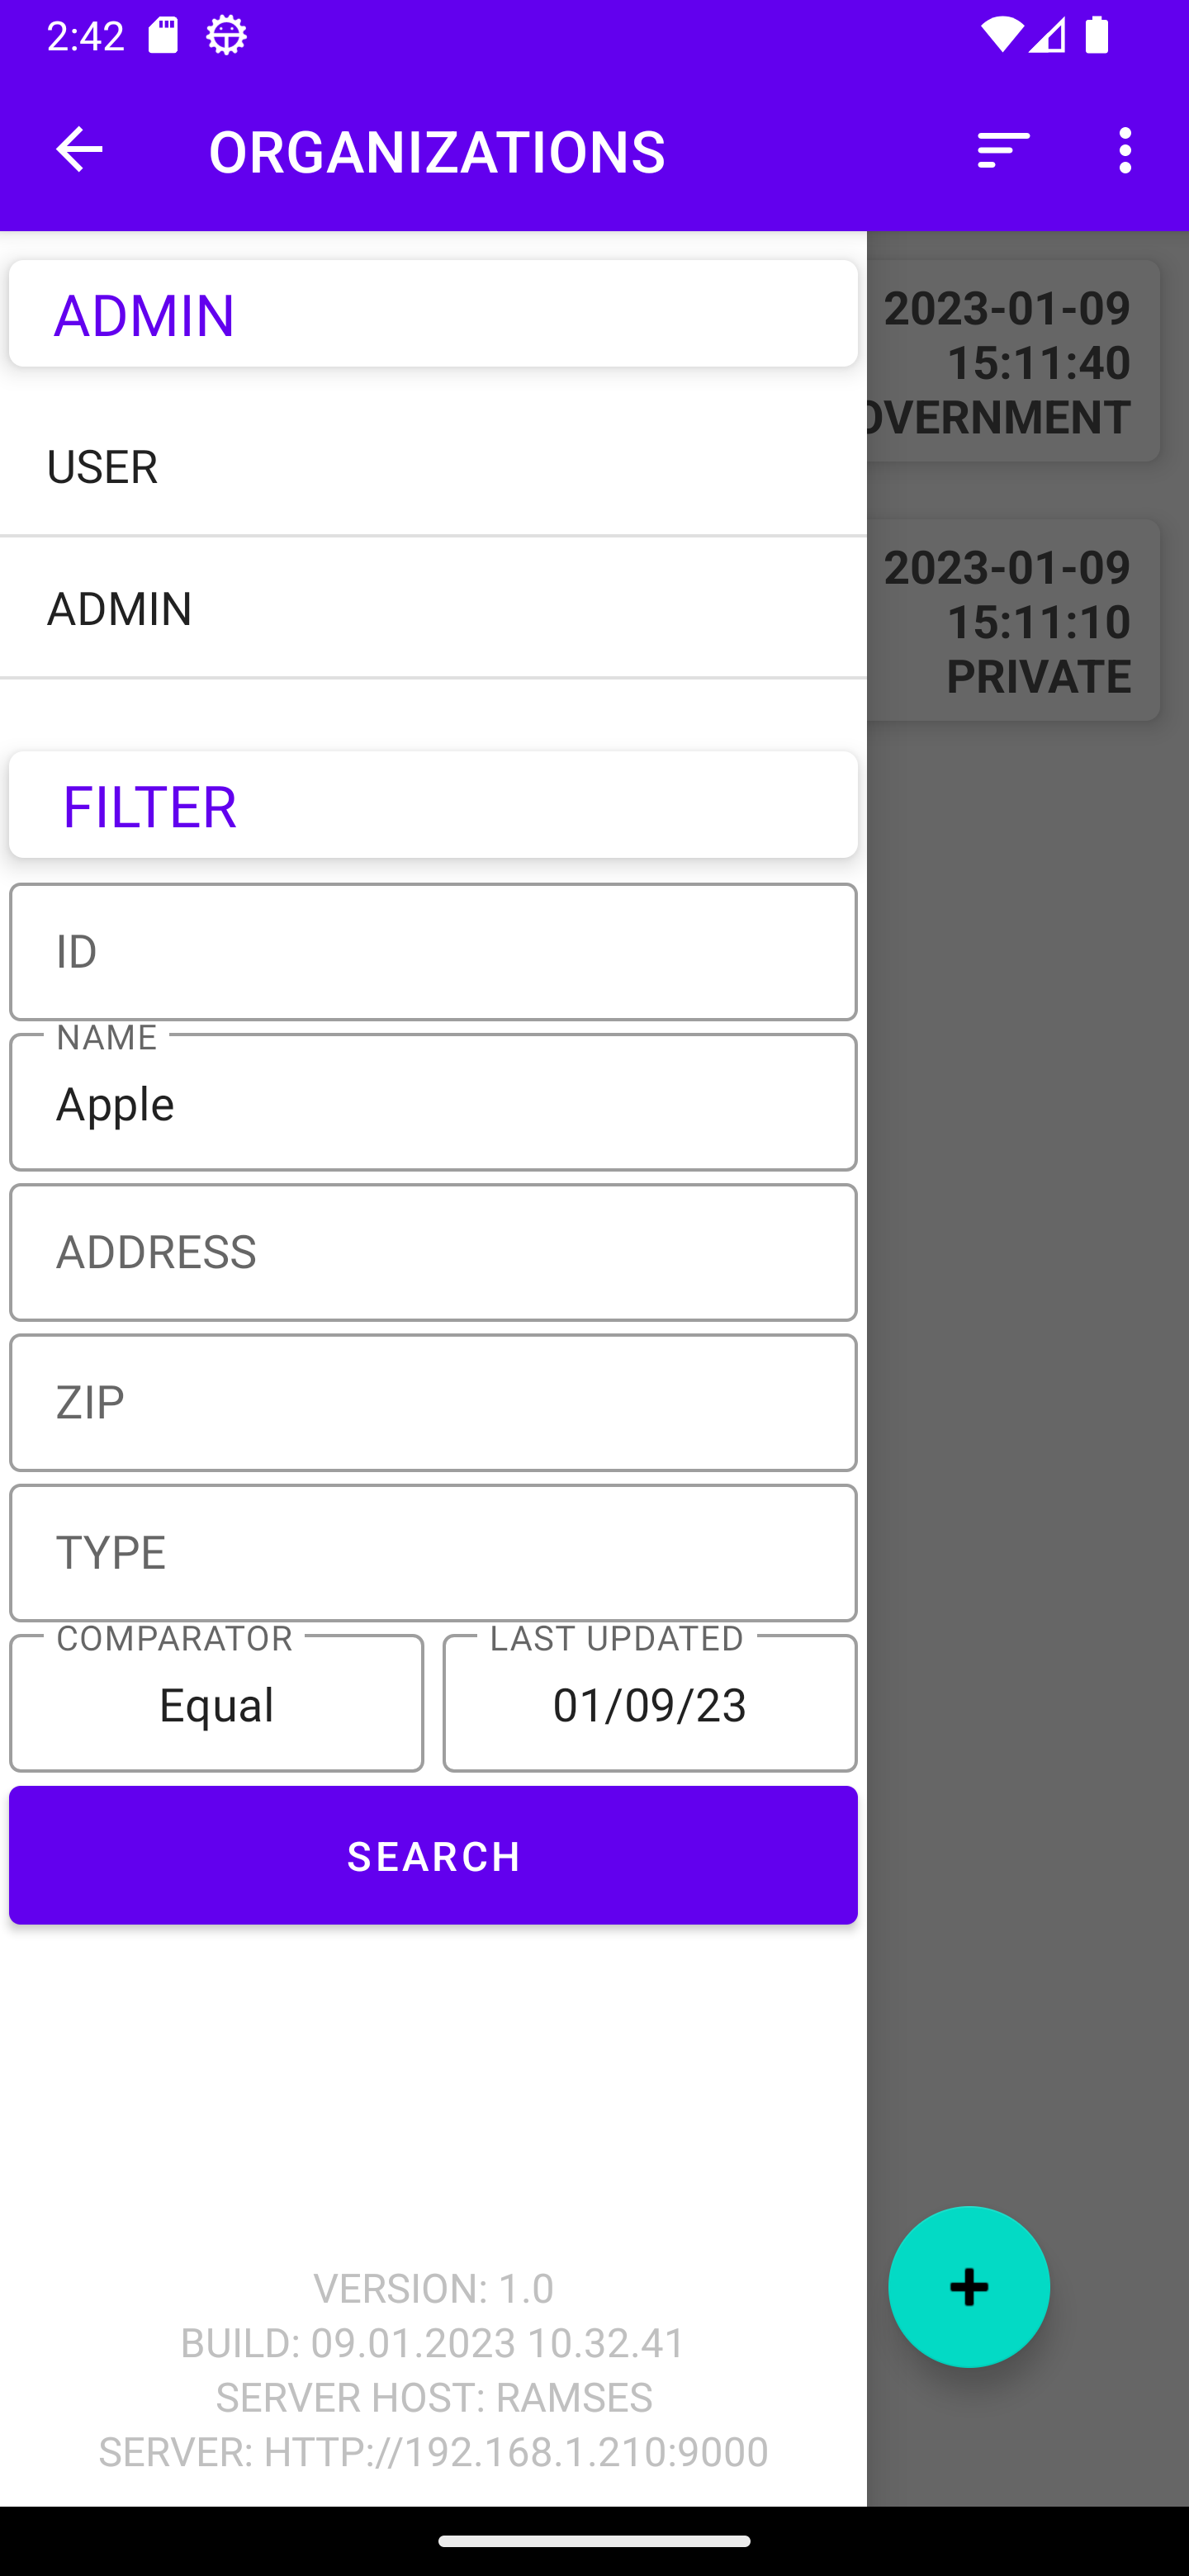 2:42
ORGANIZATIONS
ADMIN
2023-01-09
15:11:40
OVERNMENT
USER
2023-01-09
15:11:10
PRIVATE
ADMIN
FILTER
ID
NAME
Apple
ADDRESS
ZIP
TYPE
COMPARATOR
Equal
LAST UPDATED
01/09/23
SEARCH
VERSION: 1.0
BUILD: 09.01.2023 10.32.41
SERVER HOST: RAMSES
SERVER: HTTP://192.168.1.210:9000